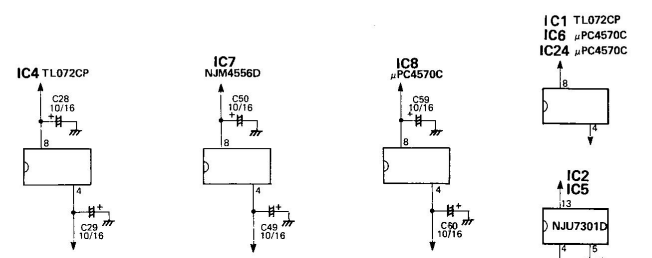 IC4 TL072CP
C28
10/16
+
8
4
+
C29
10/16
IC7
NJM4556D
C50
10/16
+
8
4
+
C49
10/16
IC8
μPC4570C
C59
10/16
+
8
4
+
C60
10/16
IC1 TL072CP
IC6 μPC4570C
IC24 μPC4570C
8
4
IC2
IC5
13
NJU7301D
4 5